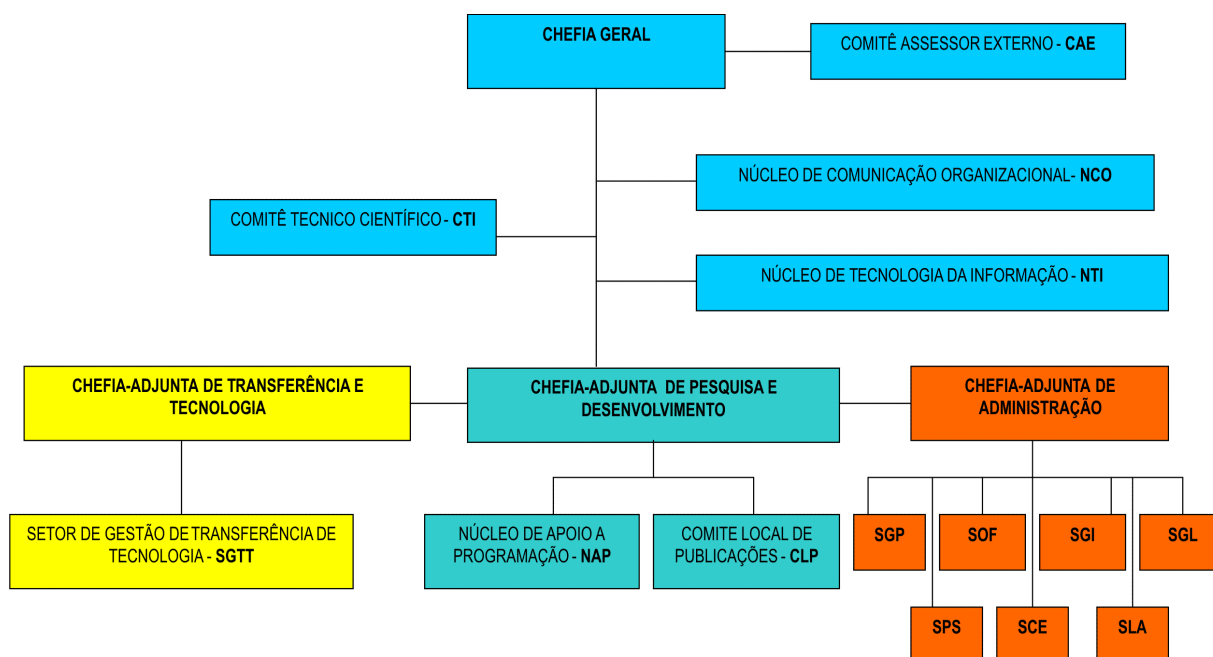 CHEFIA GERAL
COMITÊ ASSESSOR EXTERNO - CAE
NÚCLEO DE COMUNICAÇÃO ORGANIZACIONAL- NCO
COMITÊ TECNICO CIENTÍFICO - CTI
NÚCLEO DE TECNOLOGIA DA INFORMAÇÃO - NTI
CHEFIA-ADJUNTA DE TRANSFERÊNCIA E
TECNOLOGIA
CHEFIA-ADJUNTA DE PESQUISA E
DESENVOLVIMENTO
CHEFIA-ADJUNTA DE
ADMINISTRAÇÃO
SETOR DE GESTÃO DE TRANSFERÊNCIA DE
TECNOLOGIA - SGTT
NÚCLEO DE APOIO A
PROGRAMAÇÃO - NAP
COMITE LOCAL DE
PUBLICAÇÕES - CLP
SGP
SOF
SGI
SGL
SPS
SCE
SLA